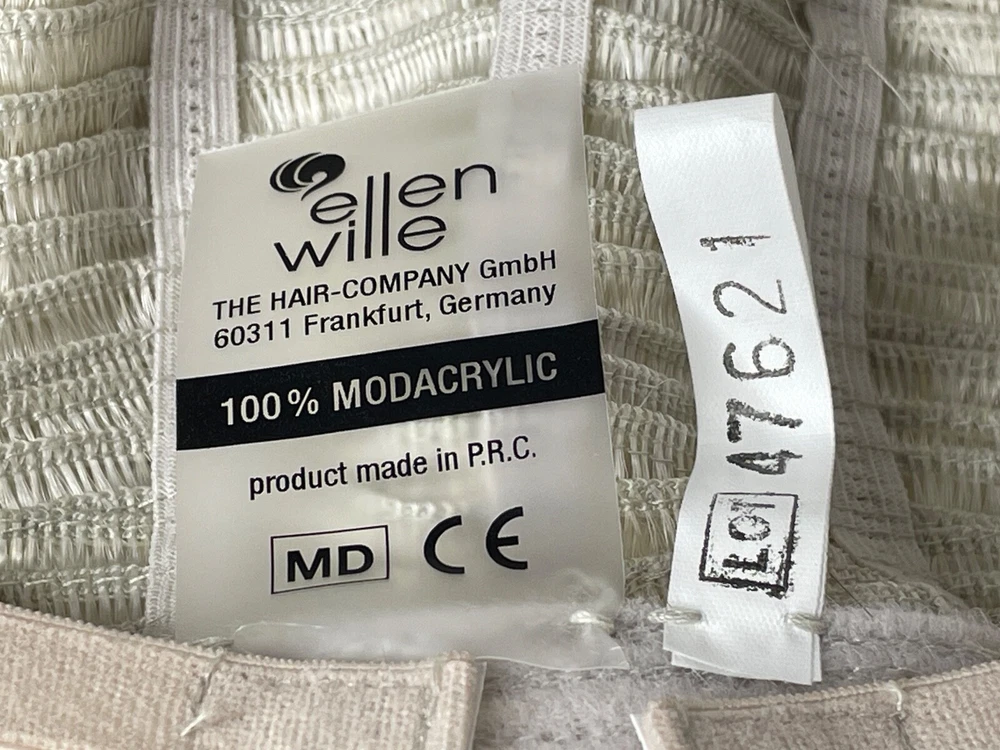 ellen
wille
THE HAIR-COMPANY GmbH
60311 Frankfurt, Germany
100% MODACRYLIC
product made in P.R.C.
MD CE
LOT 47621